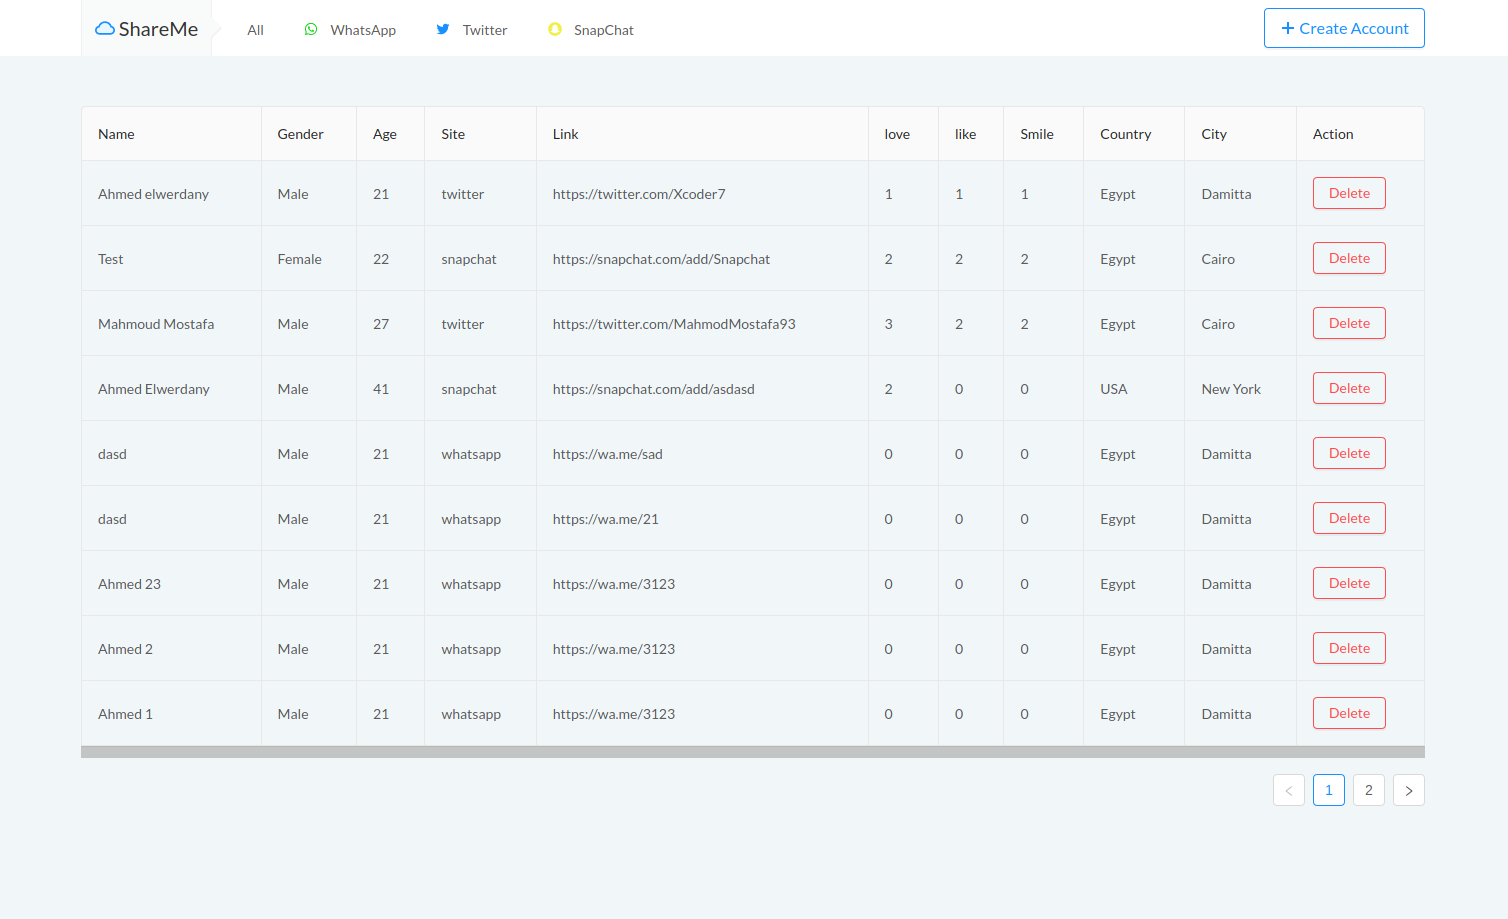 ShareMe All WhatsApp Twitter SnapChat + Create Account
Name Gender Age Site Link love like Smile Country City Action
Ahmed elwerdany Male 21 twitter https://twitter.com/Xcoder7 1 1 1 Egypt Damitta Delete
Test Female 22 snapchat https://snapchat.com/add/Snapchat 2 2 2 Egypt Cairo Delete
Mahmoud Mostafa Male 27 twitter https://twitter.com/MahmodMostafa93 3 2 2 Egypt Cairo Delete
Ahmed Elwerdany Male 41 snapchat https://snapchat.com/add/asdasd 2 0 0 USA New York Delete
dasd Male 21 whatsapp https://wa.me/sad 0 0 0 Egypt Damitta Delete
dasd Male 21 whatsapp https://wa.me/21 0 0 0 Egypt Damitta Delete
Ahmed 23 Male 21 whatsapp https://wa.me/3123 0 0 0 Egypt Damitta Delete
Ahmed 2 Male 21 whatsapp https://wa.me/3123 0 0 0 Egypt Damitta Delete
Ahmed 1 Male 21 whatsapp https://wa.me/3123 0 0 0 Egypt Damitta Delete
< 1 2 >